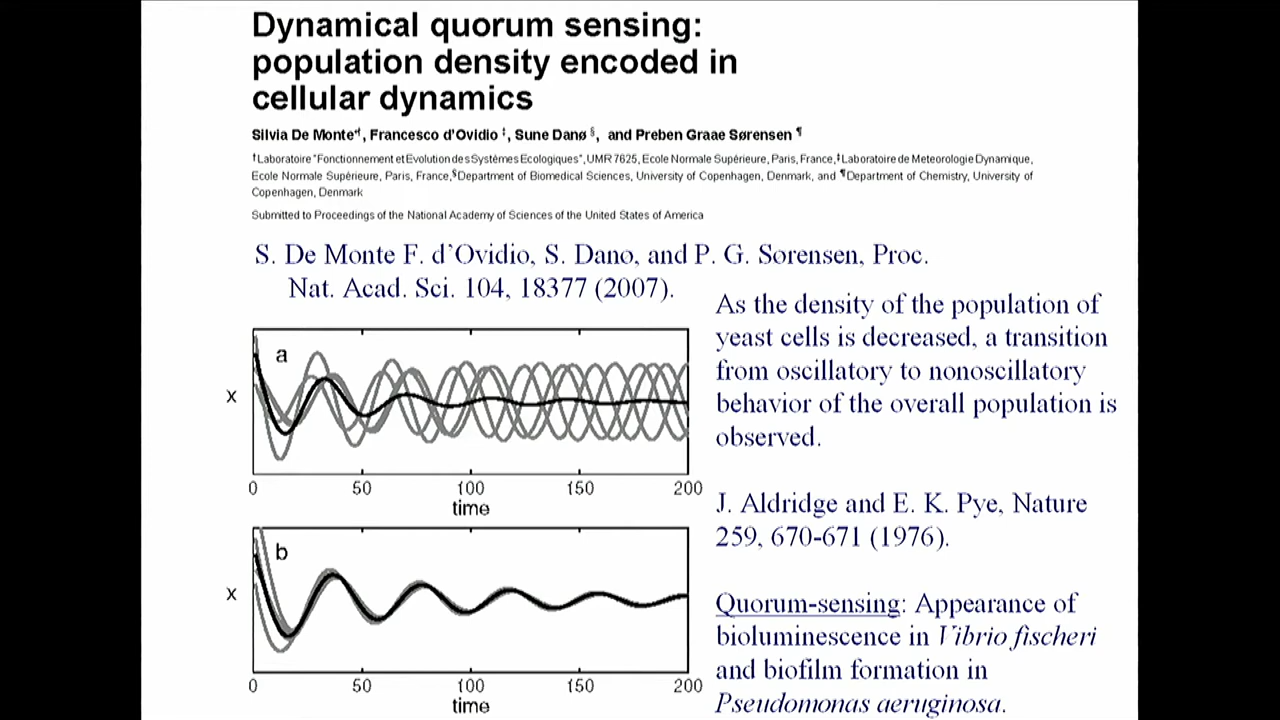 Dynamical quorum sensing:
population density encoded in
cellular dynamics
Silvia De Monte*†, Francesco d'Ovidio ‡, Sune Danø §, and Preben Graae Sørensen ¶
†Laboratoire "Fonctionnement et Evolution des Systèmes Ecologiques", UMR 7625, Ecole Normale Supérieure, Paris, France,‡Laboratoire de Meteorologie Dynamique,
Ecole Normale Supérieure, Paris, France,§Department of Biomedical Sciences, University of Copenhagen, Denmark, and ¶Department of Chemistry, University of
Copenhagen, Denmark
Submitted to Proceedings of the National Academy of Sciences of the United States of America
S. De Monte F. d'Ovidio, S. Dano, and P. G. Sorensen, Proc.
Nat. Acad. Sci. 104, 18377 (2007).
a
x
0 50 100 150 200
time
b
x
0 50 100 150 200
time
As the density of the population of
yeast cells is decreased, a transition
from oscillatory to nonoscillatory
behavior of the overall population is
observed.
J. Aldridge and E. K. Pye, Nature
259, 670-671 (1976).
Quorum-sensing: Appearance of
bioluminescence in Vibrio fischeri
and biofilm formation in
Pseudomonas aeruginosa.